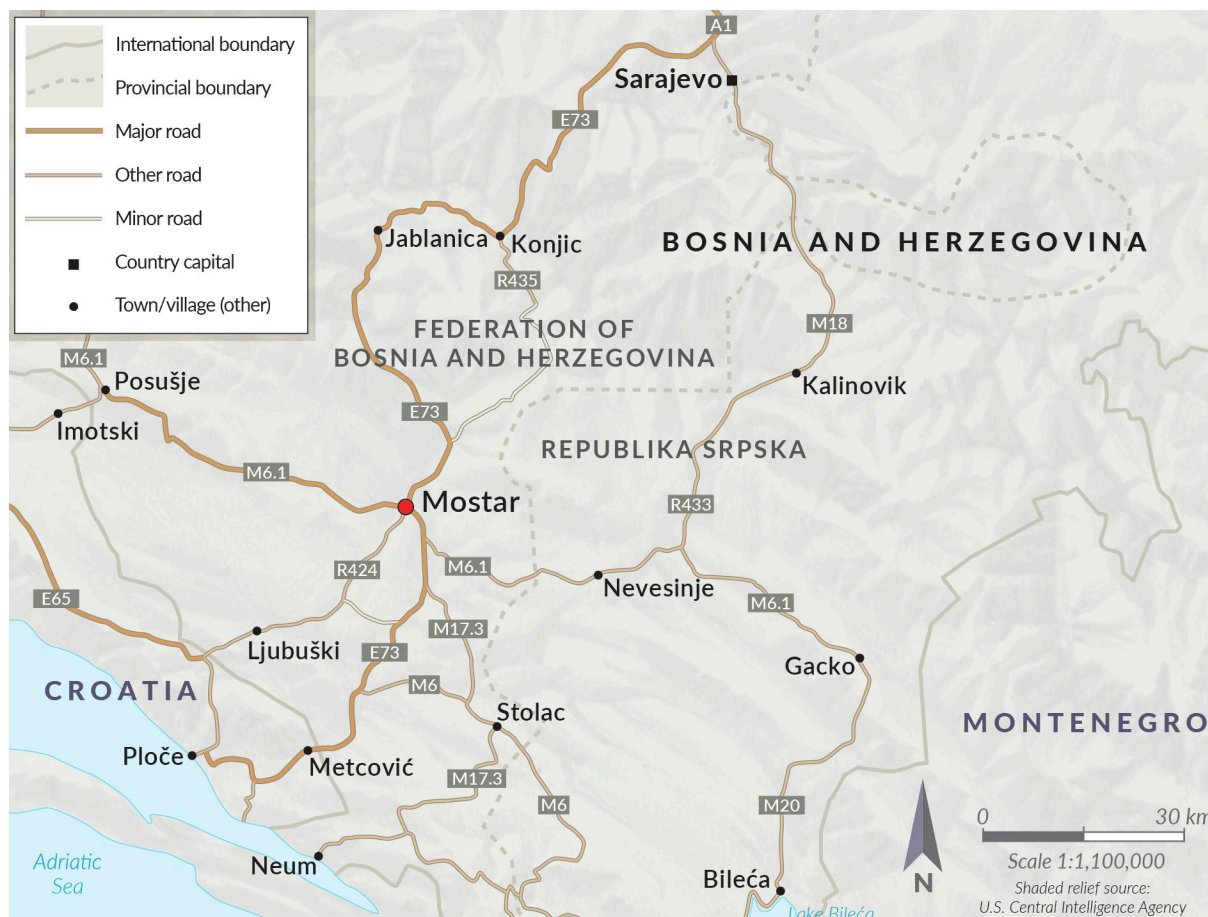 International boundary
Provincial boundary
Major road
Other road
Minor road
Country capital
Town/village (other)
A1
Sarajevo
E73
Jablanica
Konjic
BOSNIA AND HERZEGOVINA
R435
M18
FEDERATION OF
BOSNIA AND HERZEGOVINA
M6.1
Posušje
Kalinovik
Imotski
E73
REPUBLIKA SRPSKA
M6.1
Mostar
R433
R424
M6.1
Nevesinje
E65
M6.1
M17.3
Ljubuški
E73
Gacko
CROATIA
M6
Stolac
MONTENEGRO
Ploče
Metcović
M17.3
M6
M20
0 30 km
Scale 1:1,100,000
Adriatic
Sea
Neum
Bileća
N
Shaded relief source:
U.S. Central Intelligence Agency
Lake Bileća